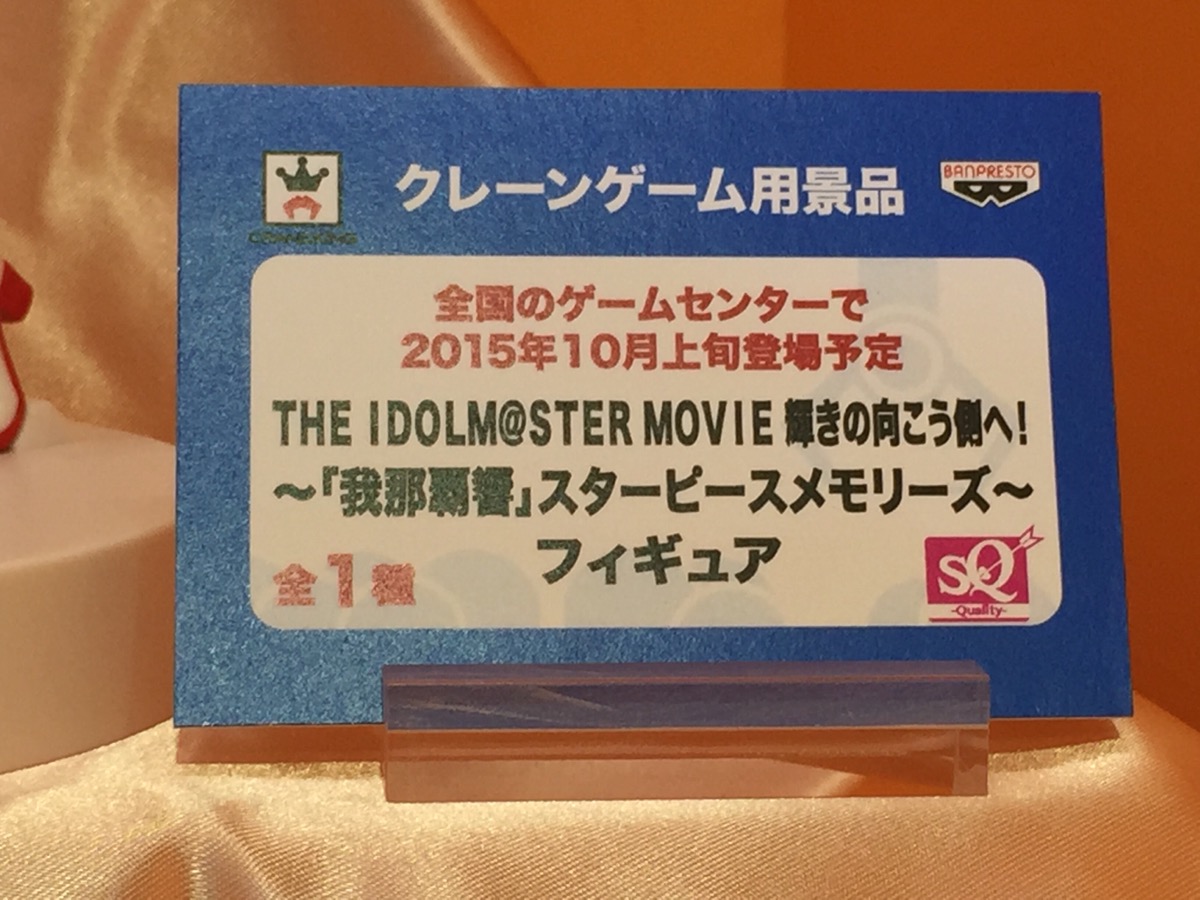 クレーンゲーム用景品
BANPRESTO
全国のゲームセンターで
2015年10月上旬登場予定
THE IDOLM@STER MOVIE 輝きの向こう側へ!
～「我那覇響」スターピースメモリーズ～
フィギュア
全1種
SQ
-Quality-